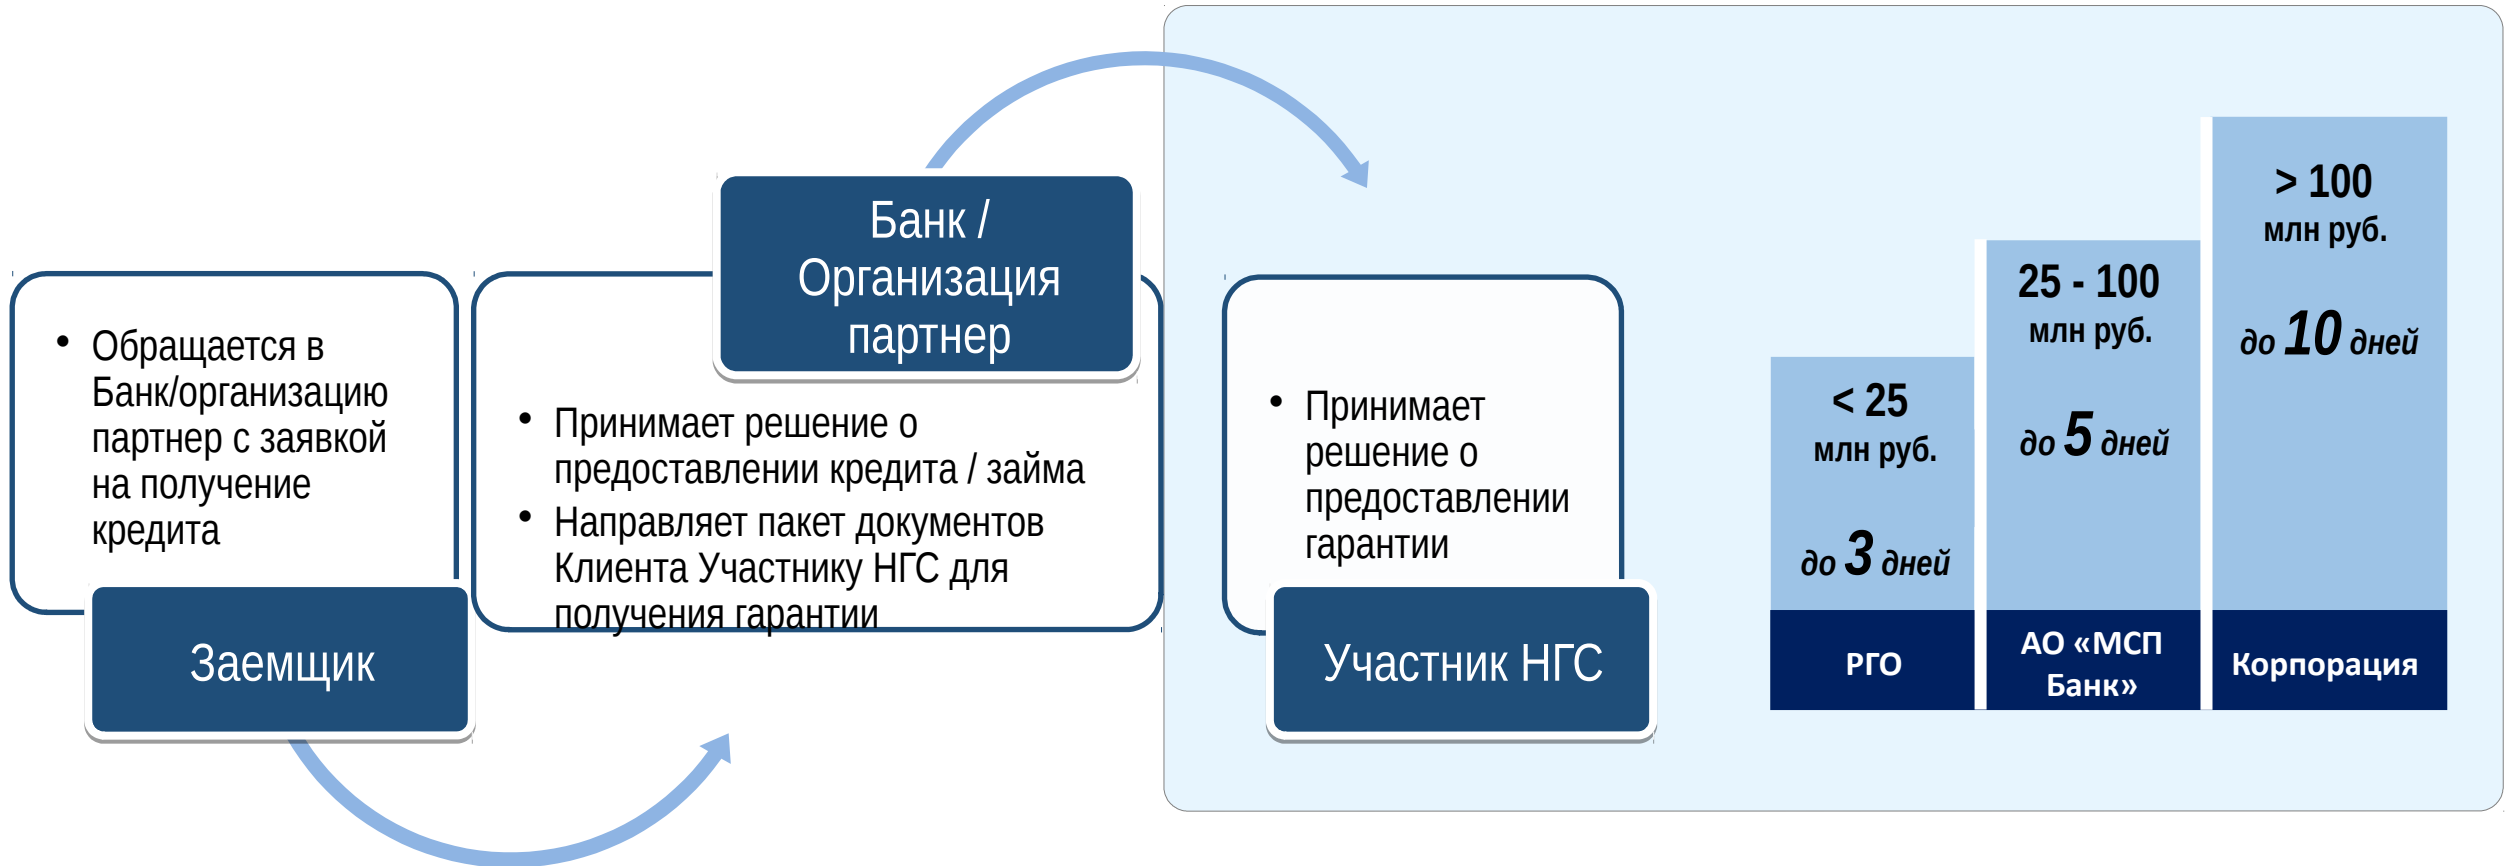 • Обращается в
Банк/организацию
партнер с заявкой
на получение
кредита
Заемщик
Банк /
Организация
партнер
• Принимает решение о
предоставлении кредита / займа
• Направляет пакет документов
Клиента Участнику НГС для
получения гарантии
• Принимает
решение о
предоставлении
гарантии
Участник НГС
< 25
млн руб.
до 3 дней
РГО
25 - 100
млн руб.
до 5 дней
АО «МСП
Банк»
> 100
млн руб.
до 10 дней
Корпорация